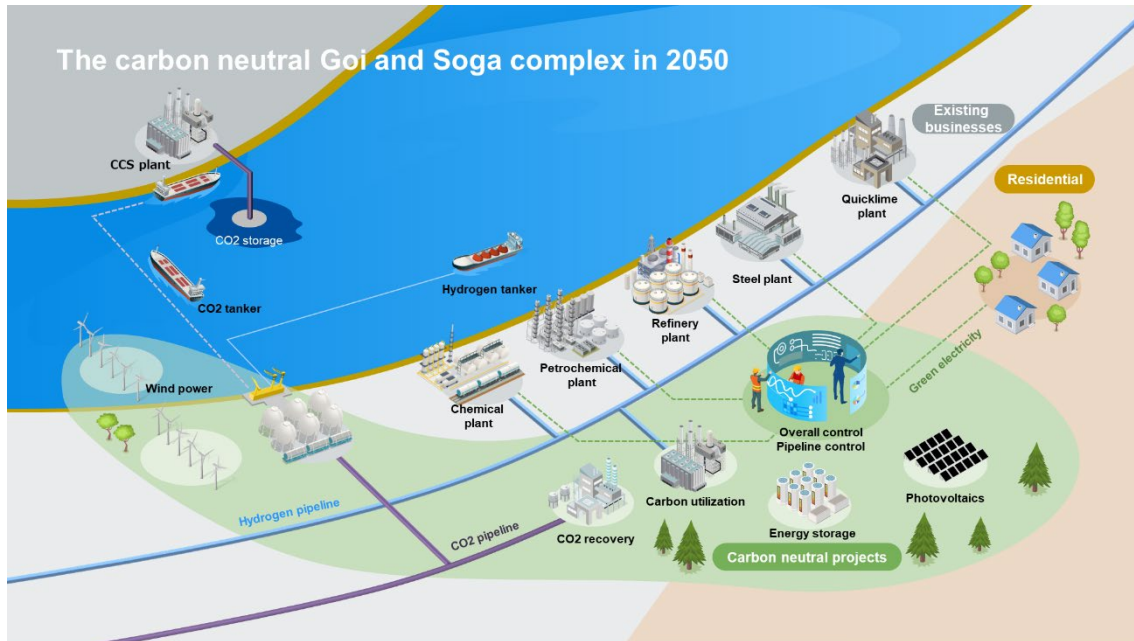 The carbon neutral Goi and Soga complex in 2050
CCS plant
CO2 storage
CO2 tanker
Hydrogen tanker
Existing
businesses
Residential
Quicklime
plant
Steel plant
Refinery
plant
Petrochemical
plant
Chemical
plant
Wind power
Green electricity
Overall control
Pipeline control
Hydrogen pipeline
CO2 pipeline
CO2 recovery
Carbon utilization
Energy storage
Photovoltaics
Carbon neutral projects